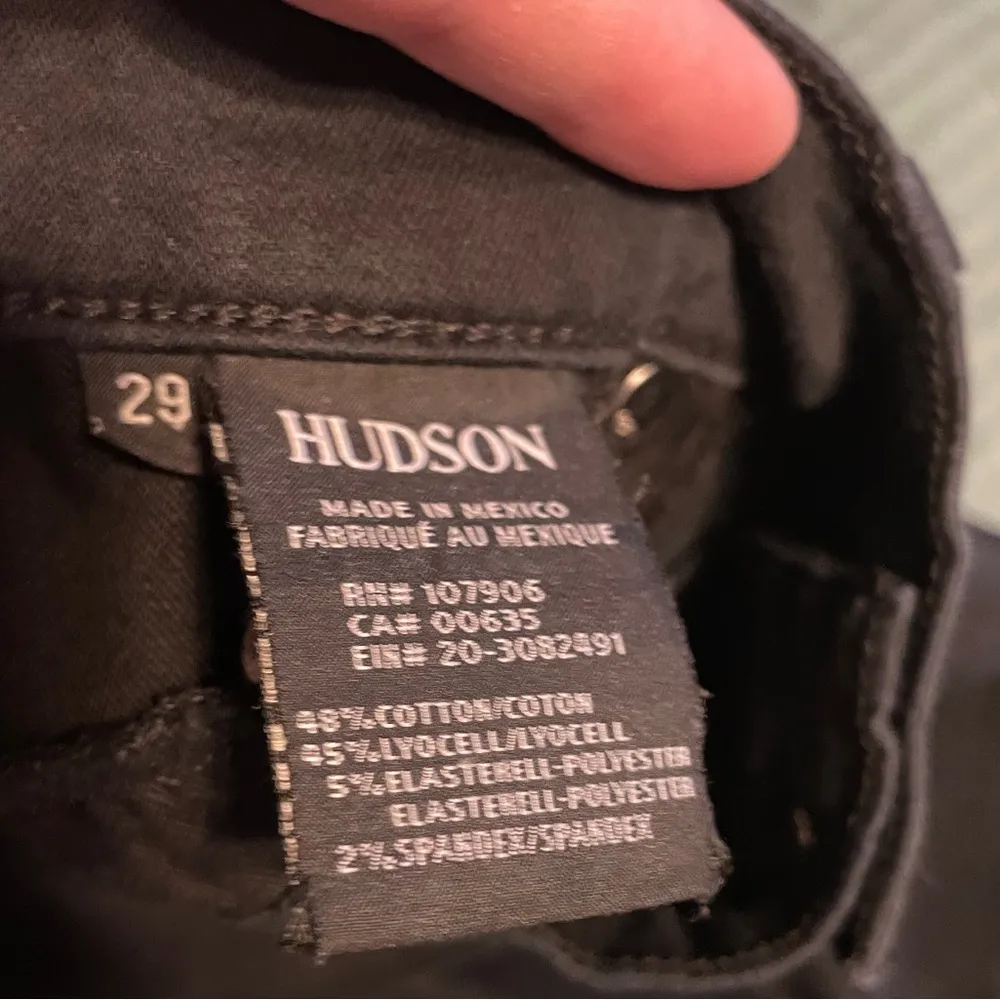 29
HUDSON
MADE IN MEXICO
FABRIQUÉ AU MEXIQUE
RN# 107906
CA# 00635
EIN# 20-3082491
48% COTTON/COTON
45% LYOCELL/LYOCELL
5% ELASTERELL-POLYESTER
ELASTERELL-POLYESTER
2% SPANDEX/SPANDEX